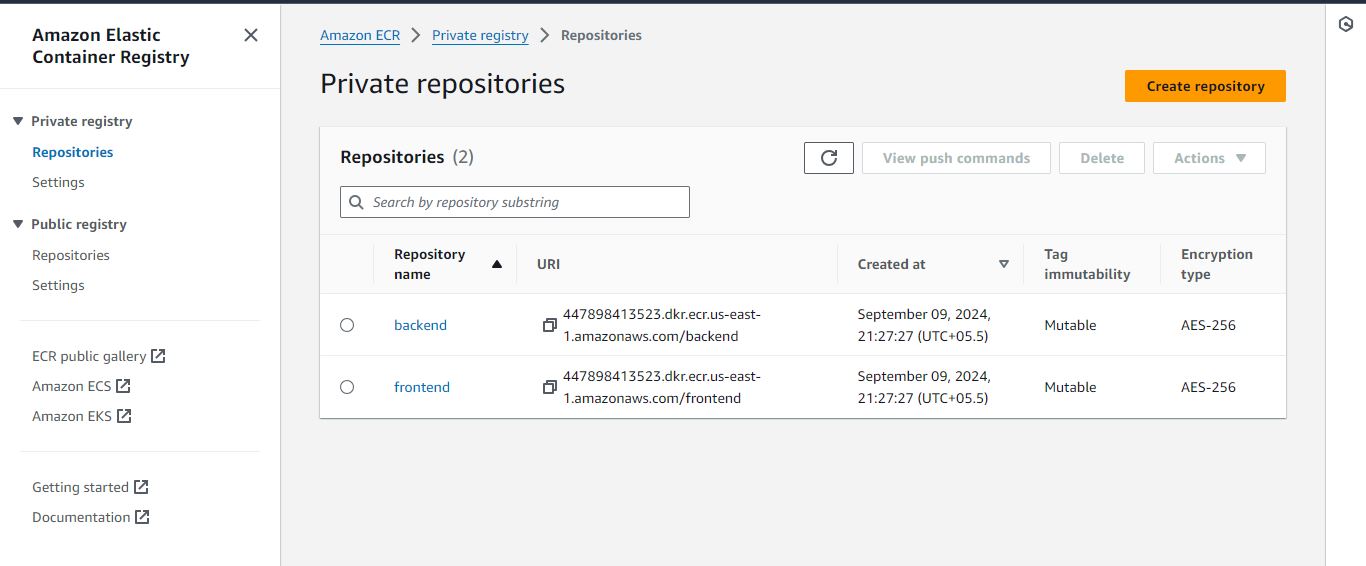 Amazon Elastic
Container Registry
Private registry
Repositories
Settings
Public registry
Repositories
Settings
ECR public gallery
Amazon ECS
Amazon EKS
Getting started
Documentation
Amazon ECR > Private registry > Repositories
Private repositories
Create repository
Repositories (2)
View push commands
Delete
Actions
Search by repository substring
Repository
name
URI
Created at
Tag
immutability
Encryption
type
backend
447898413523.dkr.ecr.us-east-
1.amazonaws.com/backend
September 09, 2024,
21:27:27 (UTC+05.5)
Mutable
AES-256
frontend
447898413523.dkr.ecr.us-east-
1.amazonaws.com/frontend
September 09, 2024,
21:27:27 (UTC+05.5)
Mutable
AES-256